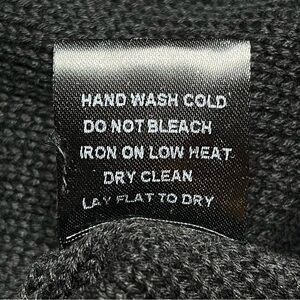 HAND WASH COLD
DO NOT BLEACH
IRON ON LOW HEAT
DRY CLEAN
LAY FLAT TO DRY